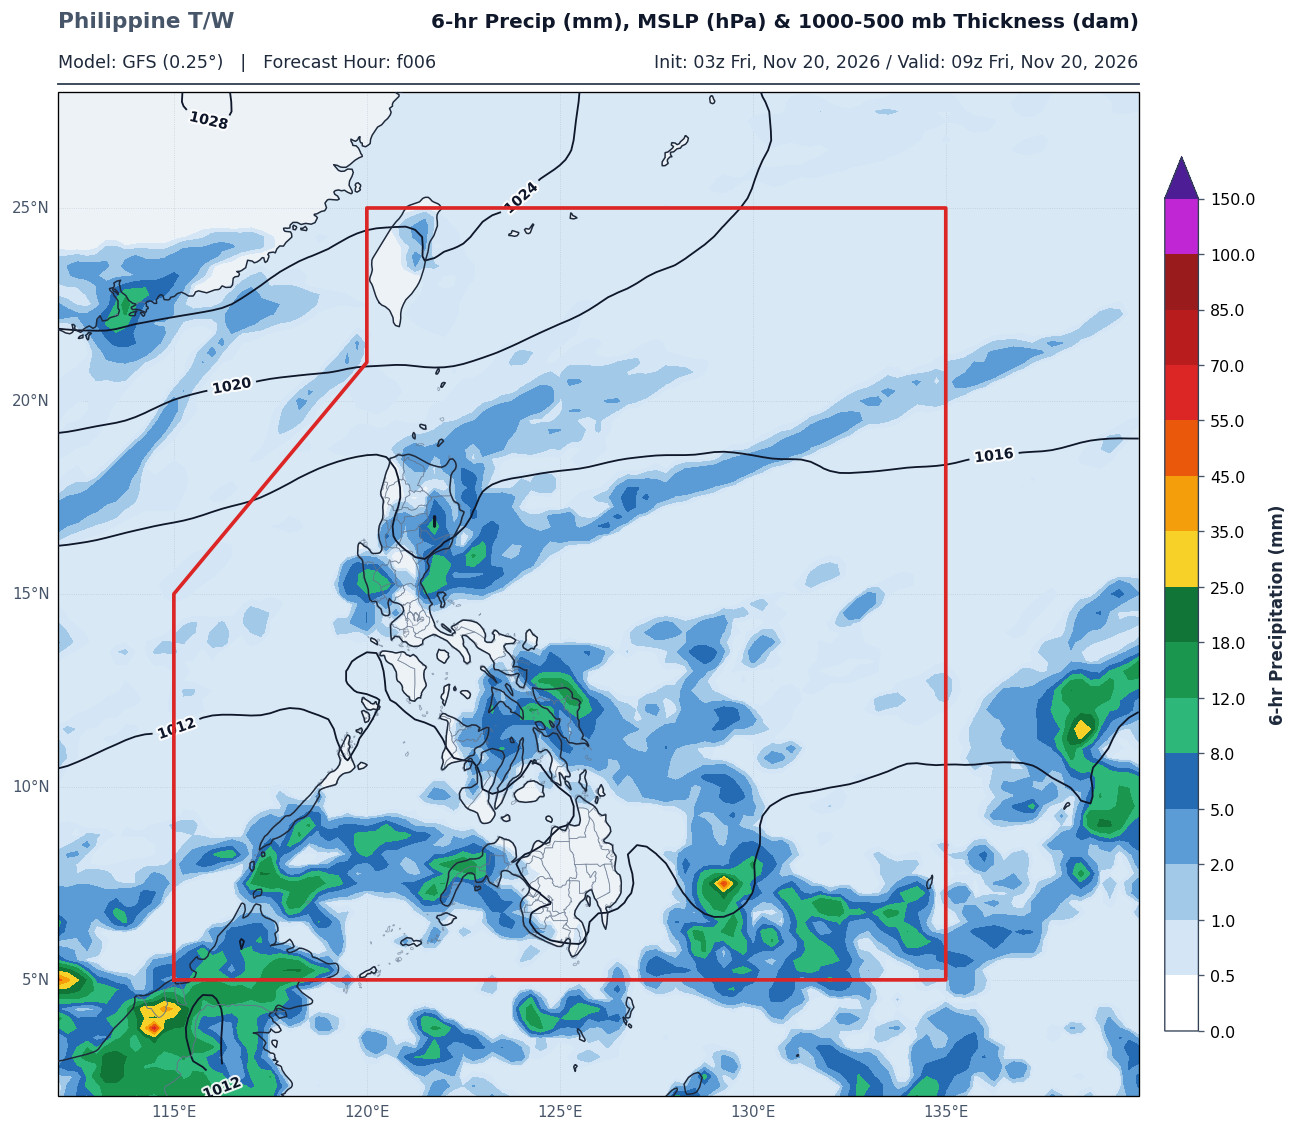 Philippine T/W
6-hr Precip (mm), MSLP (hPa) & 1000-500 mb Thickness (dam)
Model: GFS (0.25°) | Forecast Hour: f006
Init: 03z Fri, Nov 20, 2026 / Valid: 09z Fri, Nov 20, 2026
1028
1024
1020
1016
1012
1012
25°N
20°N
15°N
10°N
5°N
115°E
120°E
125°E
130°E
135°E
150.0
100.0
85.0
70.0
55.0
45.0
35.0
25.0
18.0
12.0
8.0
5.0
2.0
1.0
0.5
0.0
6-hr Precipitation (mm)